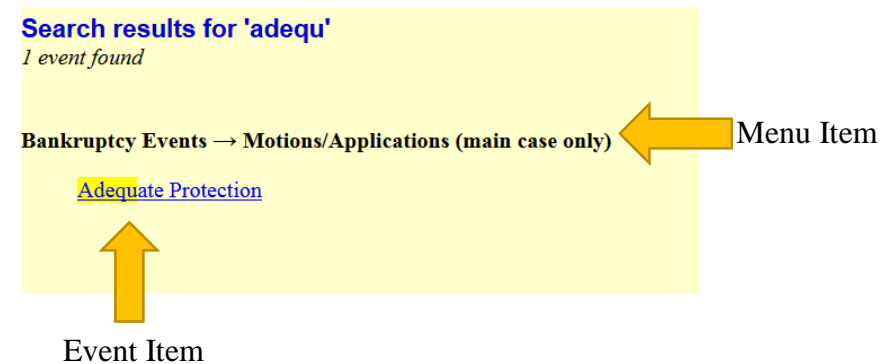 Search results for 'adequ'
1 event found
Bankruptcy Events → Motions/Applications (main case only)
Menu Item
Adequate Protection
Event Item